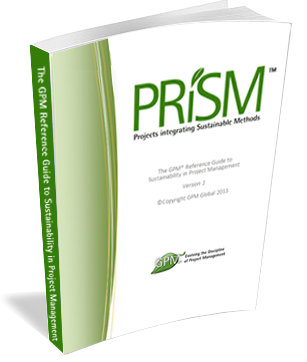 The GPM Reference Guide to Sustainability in Project Management
PRiSM™
Projects integrating Sustainable Methods
The GPM® Reference Guide to
Sustainability in Project Management
Version 1
©Copyright GPM Global 2013
GPM
Evolving the Discipline
of Project Management